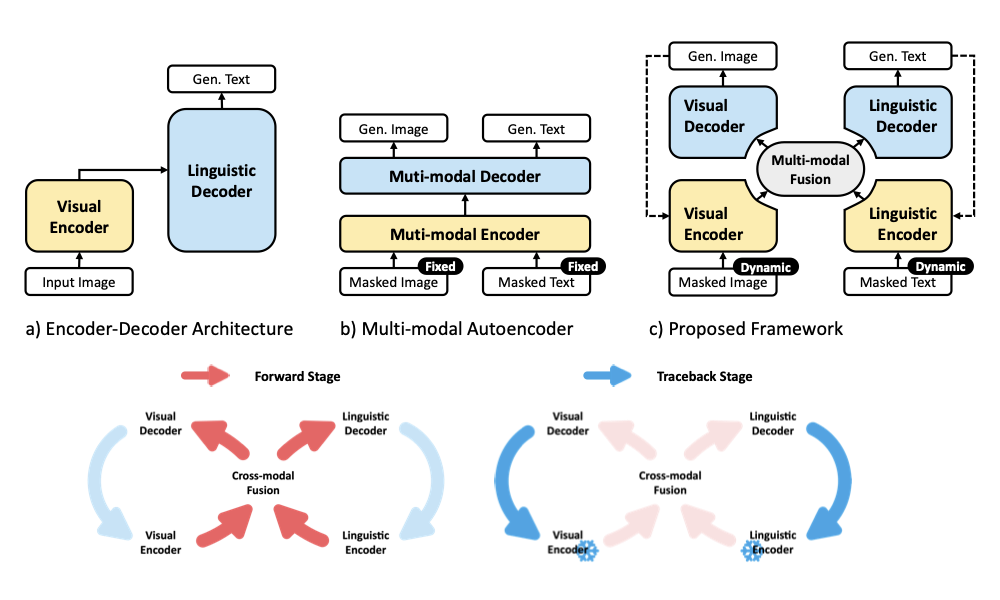 Gen. Text
Linguistic
Decoder
Visual
Encoder
Input Image
a) Encoder-Decoder Architecture
Gen. Image
Gen. Text
Muti-modal Decoder
Muti-modal Encoder
Fixed
Fixed
Masked Image
Masked Text
b) Multi-modal Autoencoder
Gen. Image
Gen. Text
Visual
Decoder
Linguistic
Decoder
Multi-modal
Fusion
Visual
Encoder
Linguistic
Encoder
Dynamic
Dynamic
Masked Image
Masked Text
c) Proposed Framework
Forward Stage
Visual
Decoder
Linguistic
Decoder
Cross-modal
Fusion
Visual
Encoder
Linguistic
Encoder
Traceback Stage
Visual
Decoder
Linguistic
Decoder
Cross-modal
Fusion
Visual
Encoder
Linguistic
Encoder